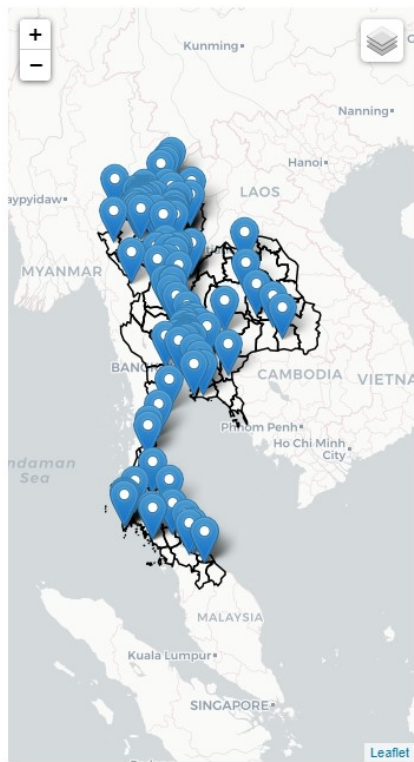 +
−
Kunming
Nanning
Hanoi
aypyidaw
LAOS
MYANMAR
BANG
CAMBODIA
VIETNA
Phnom Penh
Ho Chi Minh
City
ndaman
Sea
MALAYSIA
Kuala Lumpur
SINGAPORE
Leaflet